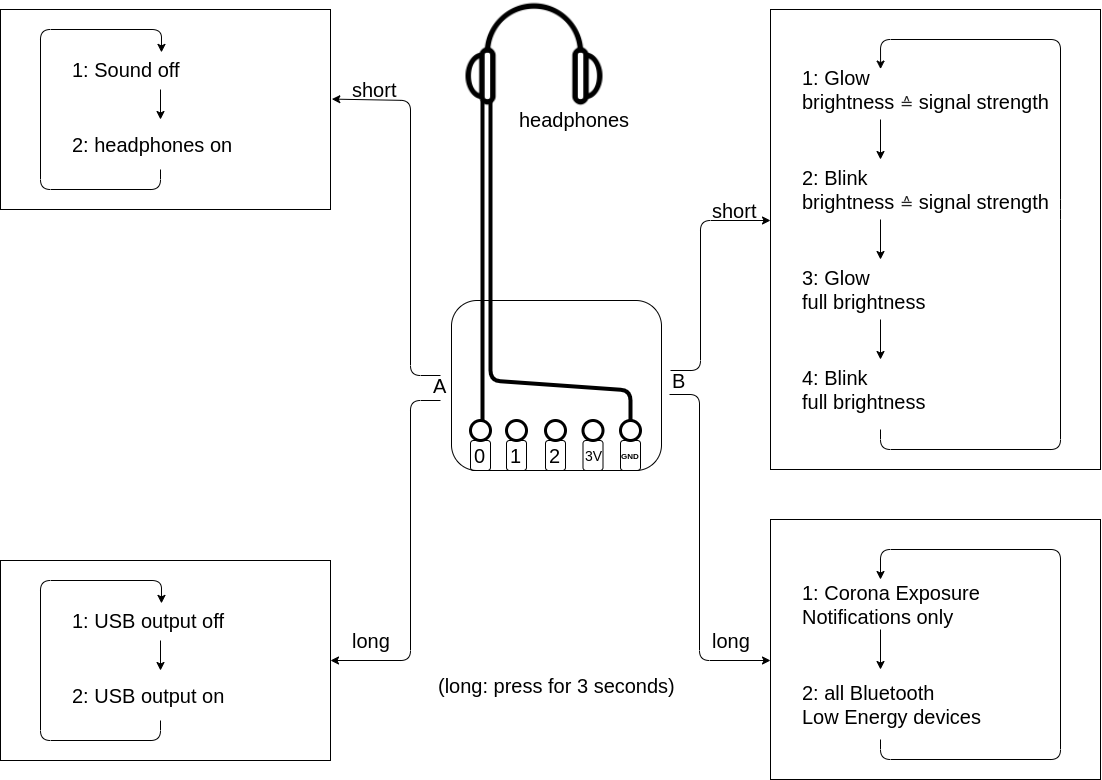 1: Sound off
2: headphones on
short
headphones
short
1: Glow
brightness ≙ signal strength
2: Blink
brightness ≙ signal strength
3: Glow
full brightness
4: Blink
full brightness
A
B
0
1
2
3V
GND
1: USB output off
2: USB output on
long
(long: press for 3 seconds)
long
1: Corona Exposure
Notifications only
2: all Bluetooth
Low Energy devices